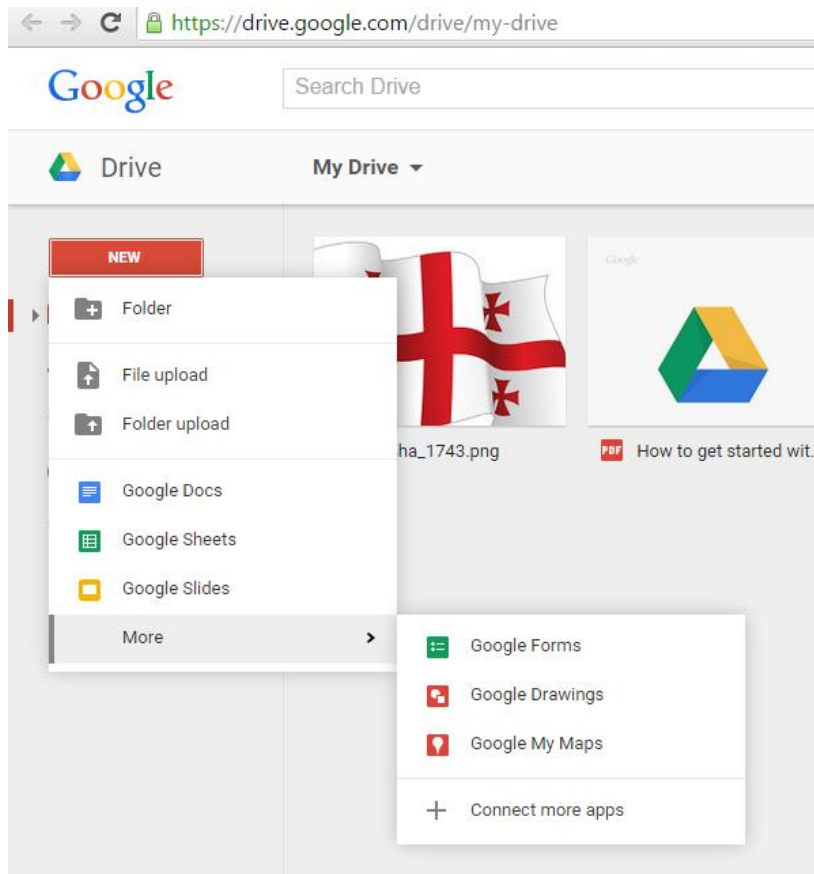 https://drive.google.com/drive/my-drive
Google
Search Drive
Drive
My Drive
NEW
Folder
File upload
Folder upload
Google Docs
Google Sheets
Google Slides
More
Google
ha_1743.png
PDF How to get started wit.
Google Forms
Google Drawings
Google My Maps
Connect more apps